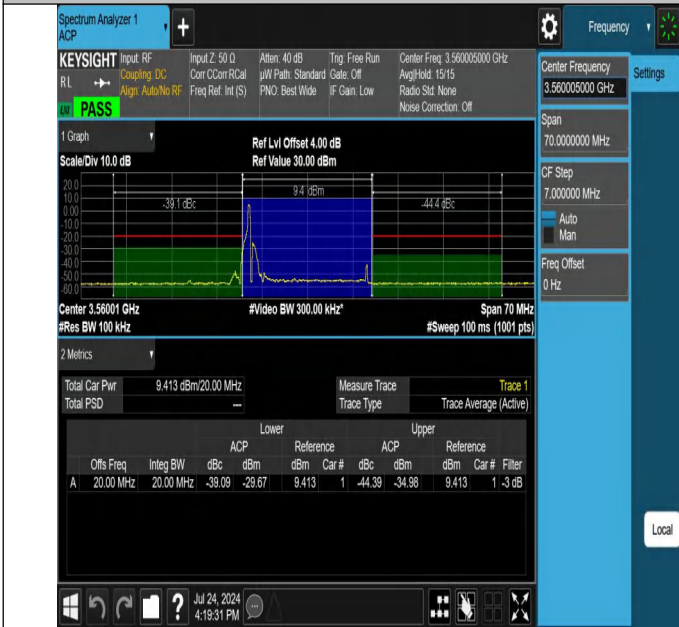 Spectrum Analyzer 1
ACP
Frequency
KEYSIGHT
RL
PASS
Input: RF
Coupling: DC
Align: Auto/No RF
Input Z: 50 Ω
Corr CCorr RCal
Freq Ref: Int (S)
Atten: 40 dB
µW Path: Standard
PNO: Best Wide
Trig: Free Run
Gate: Off
IF Gain: Low
Center Freq: 3.560005000 GHz
Avg|Hold: 15/15
Radio Std: None
Noise Correction: Off
Center Frequency
3.560005000 GHz
Settings
Span
70.0000000 MHz
CF Step
7.000000 MHz
Auto
Man
Freq Offset
0 Hz
1 Graph
Scale/Div 10.0 dB
Ref Lvl Offset 4.00 dB
Ref Value 30.00 dBm
20.0
10.0
0.00
-10.0
-20.0
-30.0
-40.0
-50.0
-60.0
-39.1 dBc
9.4 dBm
-44.4 dBc
Center 3.56001 GHz
#Video BW 300.00 kHz*
Span 70 MHz
#Res BW 100 kHz
#Sweep 100 ms (1001 pts)
2 Metrics
Total Car Pwr 9.413 dBm/20.00 MHz
Total PSD ---
Measure Trace Trace 1
Trace Type Trace Average (Active)
Lower Upper
ACP Reference ACP Reference
Offs Freq Integ BW dBc dBm dBm Car # dBc dBm dBm Car # Filter
A 20.00 MHz 20.00 MHz -39.09 -29.67 9.413 1 -44.39 -34.98 9.413 1 -3 dB
Local
?
Jul 24, 2024
4:19:31 PM